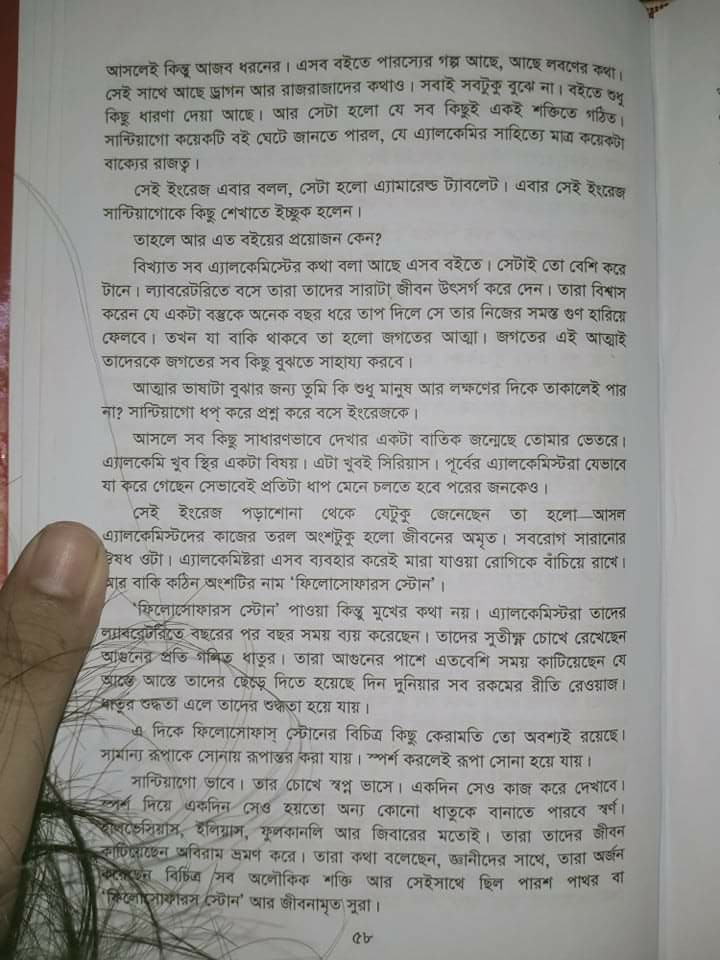 আসলেই কিন্তু আজব ধরনের। এসব বইতে পারস্যের গল্প আছে, আছে লবণের কথা।
সেই সাথে আছে ড্রাগন আর রাজরাজাদের কথাও। সবাই সবটুকু বুঝে না। বইতে শুধু
কিছু ধারণা দেয়া আছে। আর সেটা হলো যে সব কিছুই একই শক্তিতে গঠিত।
সান্টিয়াগো কয়েকটি বই ঘেটে জানতে পারল, যে এ্যালকেমির সাহিত্যে মাত্র কয়েকটা
বাক্যের রাজত্ব।
সেই ইংরেজ এবার বলল, সেটা হলো এ্যামারেল্ড ট্যাবলেট। এবার সেই ইংরেজ
সান্টিয়াগোকে কিছু শেখাতে ইচ্ছুক হলেন।
তাহলে আর এত বইয়ের প্রয়োজন কেন?
বিখ্যাত সব এ্যালকেমিস্টের কথা বলা আছে এসব বইতে। সেটাই তো বেশি করে
টানে। ল্যাবরেটরিতে বসে তারা তাদের সারাটা জীবন উৎসর্গ করে দেন। তারা বিশ্বাস
করেন যে একটা বস্তুকে অনেক বছর ধরে তাপ দিলে সে তার নিজের সমস্ত গুণ হারিয়ে
ফেলবে। তখন যা বাকি থাকবে তা হলো জগতের আত্মা। জগতের এই আত্মাই
তাদেরকে জগতের সব কিছু বুঝতে সাহায্য করবে।
আত্মার ভাষাটা বুঝার জন্য তুমি কি শুধু মানুষ আর লক্ষণের দিকে তাকালেই পার
না? সান্টিয়াগো ধপ্ করে প্রশ্ন করে বসে ইংরেজকে।
আসলে সব কিছু সাধারণভাবে দেখার একটা বাতিক জন্মেছে তোমার ভেতরে।
এ্যালকেমি খুব স্থির একটা বিষয়। এটা খুবই সিরিয়াস। পূর্বের এ্যালকেমিস্টরা যেভাবে
যা করে গেছেন সেভাবেই প্রতিটা ধাপ মেনে চলতে হবে পরের জনকেও।
সেই ইংরেজ পড়াশোনা থেকে যেটুকু জেনেছেন তা হলো—আসল
এ্যালকেমিস্টদের কাজের তরল অংশটুকু হলো জীবনের অমৃত। সবরোগ সারানোর
ঔষধ ওটা। এ্যালকেমিষ্টরা এসব ব্যবহার করেই মারা যাওয়া রোগিকে বাঁচিয়ে রাখে।
আর বাকি কঠিন অংশটির নাম ‘ফিলোসোফারস স্টোন’।
‘ফিলোসোফারস স্টোন’ পাওয়া কিন্তু মুখের কথা নয়। এ্যালকেমিস্টরা তাদের
ল্যাবরেটরিতে বছরের পর বছর সময় ব্যয় করেছেন। তাদের সুতীক্ষ্ণ চোখে রেখেছেন
আগুনের প্রতি গলিত ধাতুর। তারা আগুনের পাশে এতবেশি সময় কাটিয়েছেন যে
আস্তে আস্তে তাদের ছেড়ে দিতে হয়েছে দিন দুনিয়ার সব রকমের রীতি রেওয়াজ।
ধাতুর শুদ্ধতা এলে তাদের শুদ্ধতা হয়ে যায়।
এ দিকে ফিলোসোফাস্ স্টোনের বিচিত্র কিছু কেরামতি তো অবশ্যই রয়েছে।
সামান্য রূপাকে সোনায় রূপান্তর করা যায়। স্পর্শ করলেই রূপা সোনা হয়ে যায়।
সান্টিয়াগো ভাবে। তার চোখে স্বপ্ন ভাসে। একদিন সেও কাজ করে দেখাবে।
স্পর্শ দিয়ে একদিন সেও হয়তো অন্য কোনো ধাতুকে বানাতে পারবে স্বর্ণ।
হালভেসিয়াস, ইলিয়াস, ফুলকানলি আর জিবারের মতোই। তারা তাদের জীবন
কাটিয়েছেন অবিরাম ভ্রমণ করে। তারা কথা বলেছেন, জ্ঞানীদের সাথে, তারা অর্জন
করেছেন বিচিত্র সব অলৌকিক শক্তি আর সেইসাথে ছিল পারশ পাথর বা
‘ফিলোসোফারস স্টোন’ আর জীবনামৃত সুরা।
৫৮